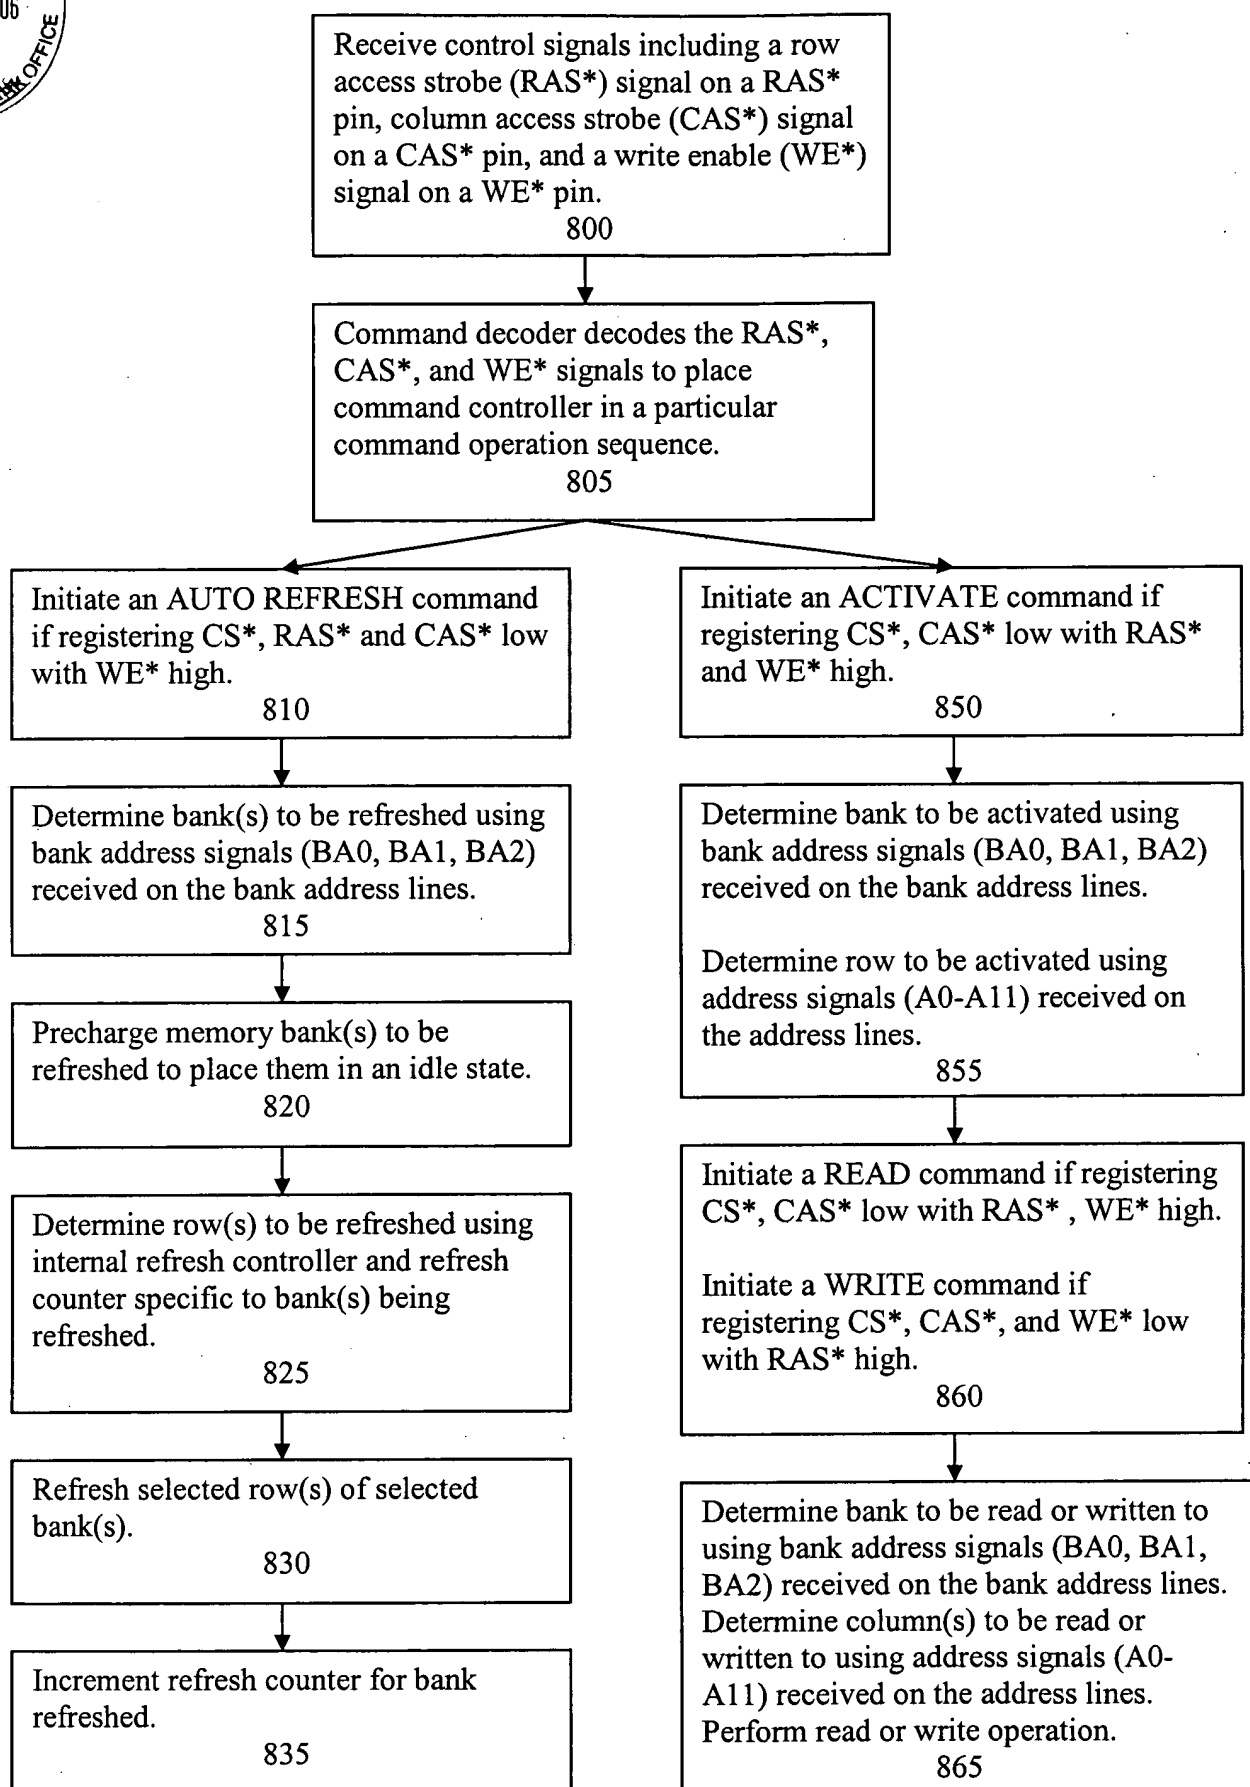 06
OFFICE
Receive control signals including a row
access strobe (RAS*) signal on a RAS*
pin, column access strobe (CAS*) signal
on a CAS* pin, and a write enable (WE*)
signal on a WE* pin.
800
Command decoder decodes the RAS*,
CAS*, and WE* signals to place
command controller in a particular
command operation sequence.
805
Initiate an AUTO REFRESH command
if registering CS*, RAS* and CAS* low
with WE* high.
810
Determine bank(s) to be refreshed using
bank address signals (BA0, BA1, BA2)
received on the bank address lines.
815
Precharge memory bank(s) to be
refreshed to place them in an idle state.
820
Determine row(s) to be refreshed using
internal refresh controller and refresh
counter specific to bank(s) being
refreshed.
825
Refresh selected row(s) of selected
bank(s).
830
Increment refresh counter for bank
refreshed.
835
Initiate an ACTIVATE command if
registering CS*, CAS* low with RAS*
and WE* high.
850
Determine bank to be activated using
bank address signals (BA0, BA1, BA2)
received on the bank address lines.
Determine row to be activated using
address signals (A0-A11) received on
the address lines.
855
Initiate a READ command if registering
CS*, CAS* low with RAS* , WE* high.
Initiate a WRITE command if
registering CS*, CAS*, and WE* low
with RAS* high.
860
Determine bank to be read or written to
using bank address signals (BA0, BA1,
BA2) received on the bank address lines.
Determine column(s) to be read or
written to using address signals (A0-
A11) received on the address lines.
Perform read or write operation.
865